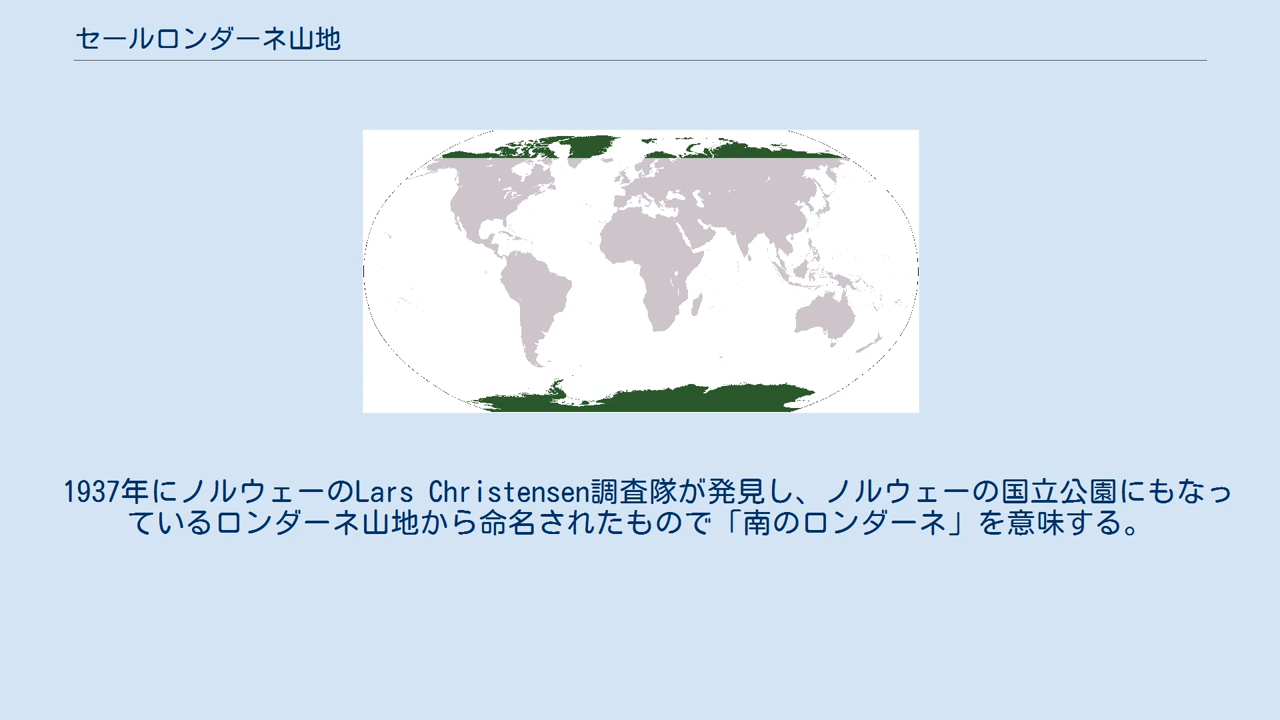 セールロンダーネ山地
1937年にノルウェーのLars Christensen調査隊が発見し、ノルウェーの国立公園にもなっ
ているロンダーネ山地から命名されたもので「南のロンダーネ」を意味する。